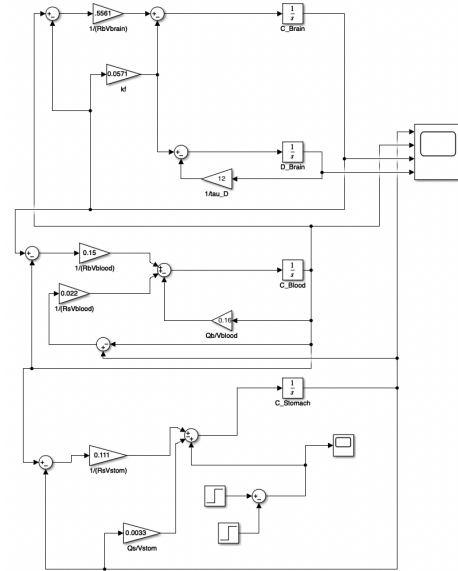 .5561
1/(RbVbrain)
1
s
C_Brain
0.0571
kf
1
s
D_Brain
12
1/tau_D
0.15
1/(RbVblood)
0.022
1/(RsVblood)
1
s
C_Blood
0.16
Qb/Vblood
1
s
C_Stomach
0.111
1/(RsVstom)
0.0033
Qs/Vstom